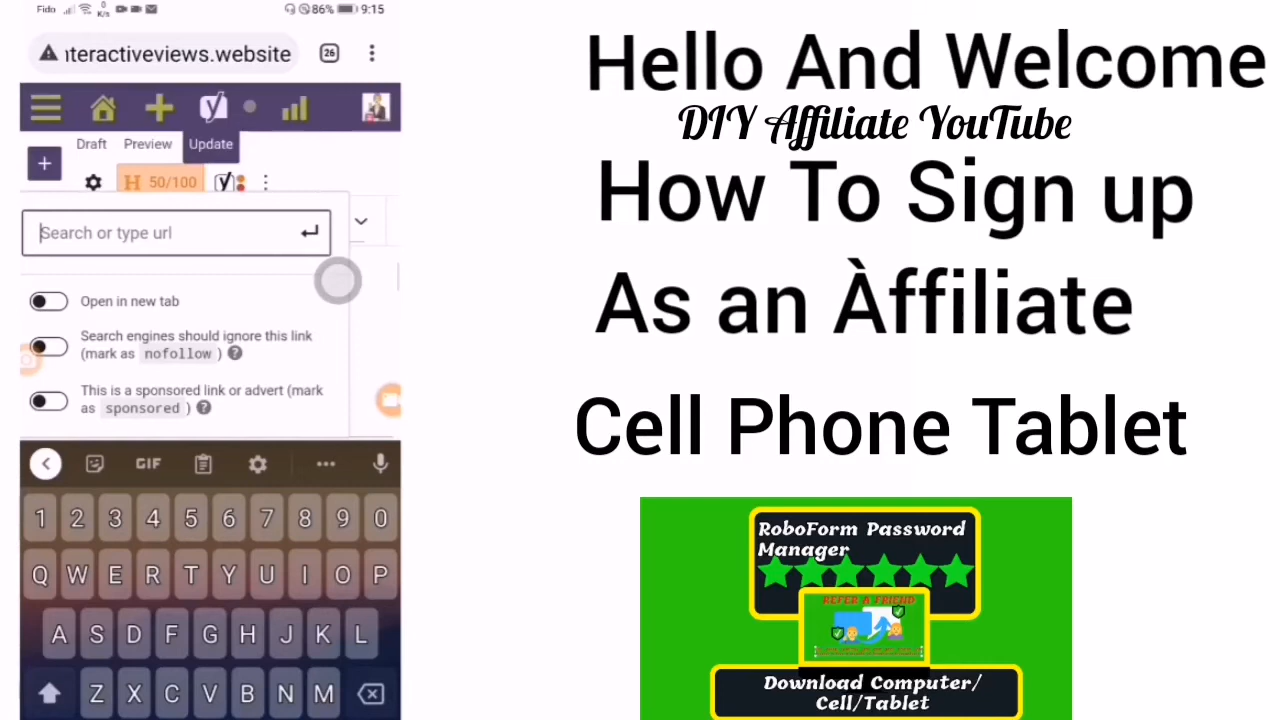 Fido 0 K/s 86% 9:15
nteractiveviews.website 26
Draft Preview Update
H 50/100
Search or type url
Open in new tab
Search engines should ignore this link
(mark as nofollow ) ?
This is a sponsored link or advert (mark
as sponsored ) ?
GIF
1 2 3 4 5 6 7 8 9 0
Q W E R T Y U I O P
A S D F G H J K L
Z X C V B N M
Hello And Welcome
DIY Affiliate YouTube
How To Sign up
As an Àffiliate
Cell Phone Tablet
RoboForm Password
Manager
REFER A FRIEND
Download Computer/
Cell/Tablet